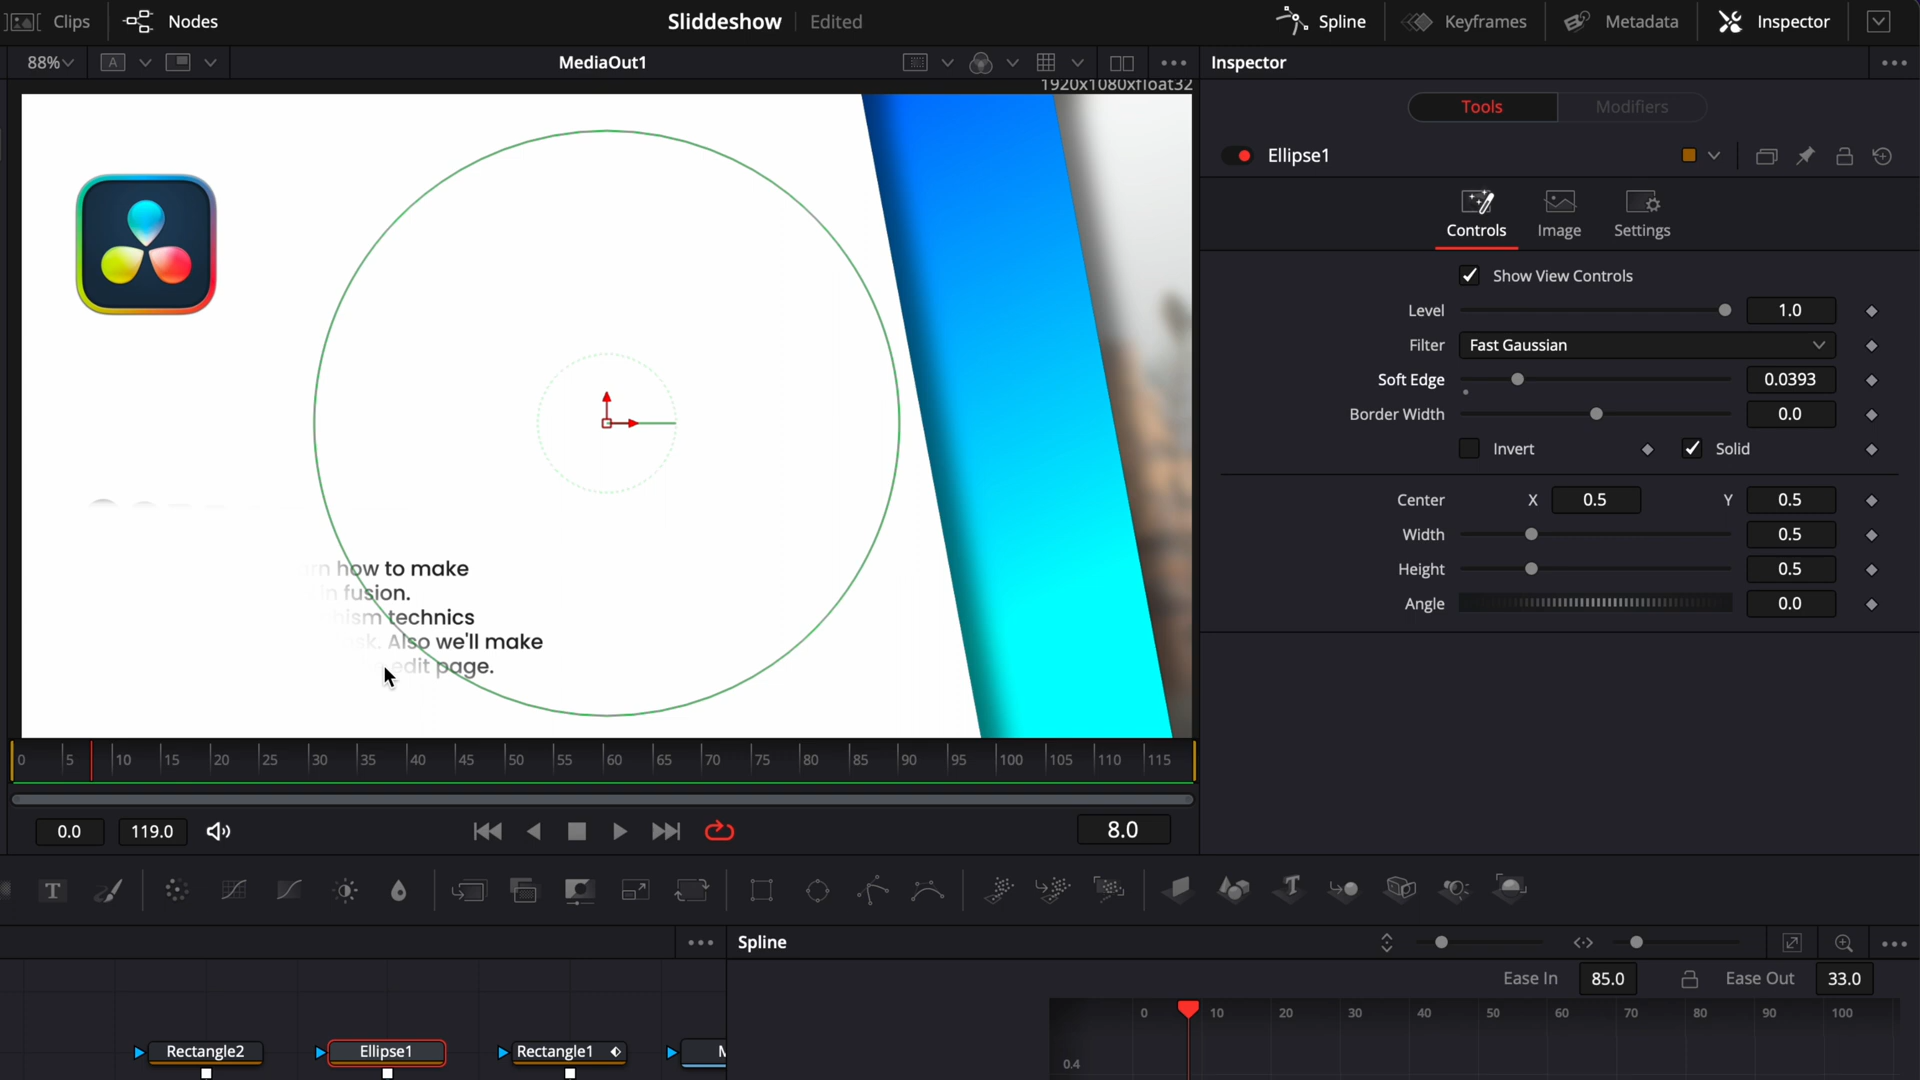 Clips
Nodes
Sliddeshow
Edited
Spline
Keyframes
Metadata
Inspector
88%
A
MediaOut1
Inspector
1920x1080xfloat32
Tools
Modifiers
Ellipse1
Controls
Image
Settings
Show View Controls
Level 1.0
Filter Fast Gaussian
Soft Edge 0.0393
Border Width 0.0
Invert Solid
Center X 0.5 Y 0.5
Width 0.5
Height 0.5
Angle 0.0
how to make
in fusion.
technics
Also we'll make
edit page.
0 5 10 15 20 25 30 35 40 45 50 55 60 65 70 75 80 85 90 95 100 105 110 115
0.0 119.0
8.0
T
Spline
Ease In 85.0 Ease Out 33.0
0 10 20 30 40 50 60 70 80 90 100
0.4
Rectangle2
Ellipse1
Rectangle1